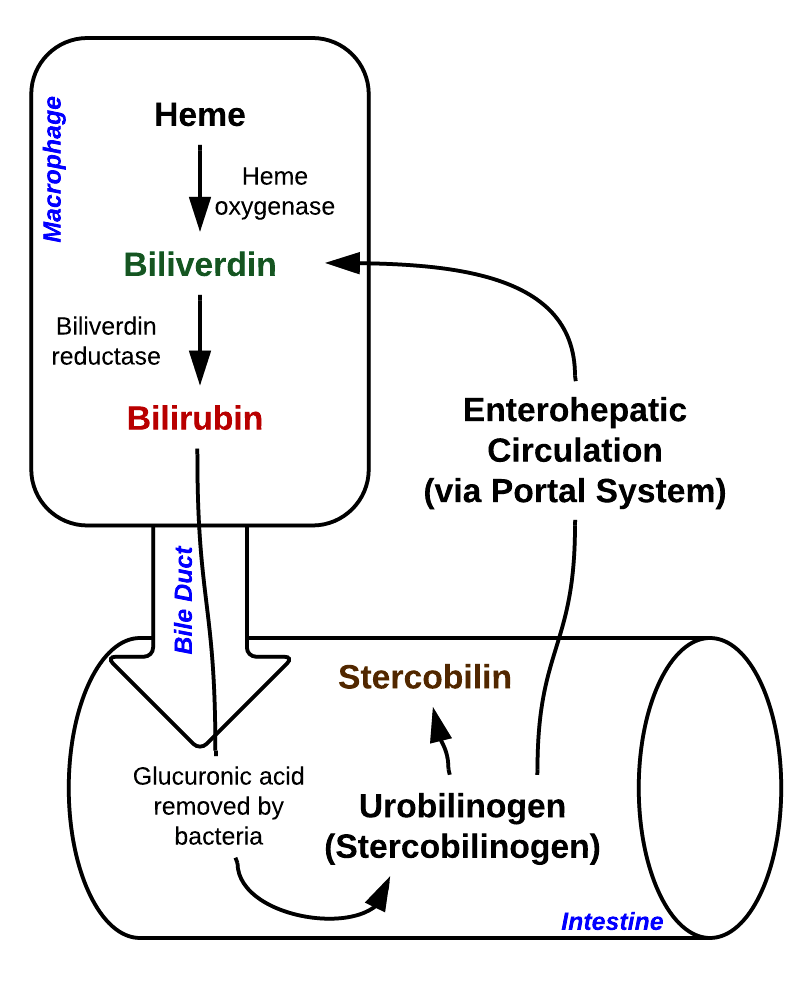 Macrophage
Heme
Heme
oxygenase
Biliverdin
Biliverdin
reductase
Bilirubin
Enterohepatic
Circulation
(via Portal System)
Bile Duct
Stercobilin
Glucuronic acid
removed by
bacteria
Urobilinogen
(Stercobilinogen)
Intestine